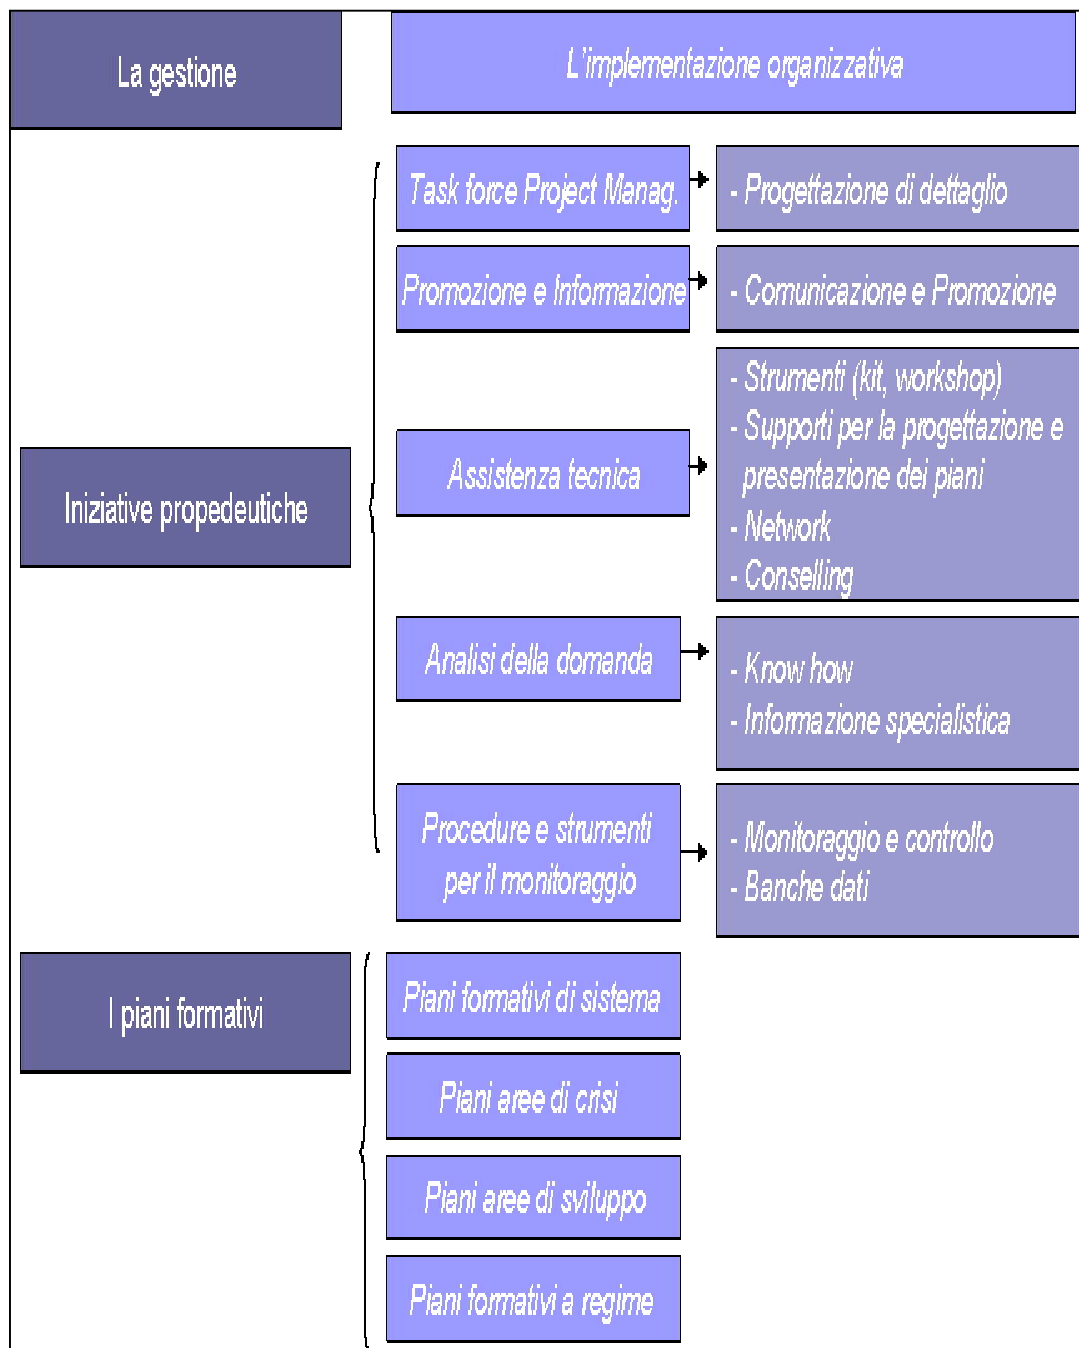 La gestione
L'implementazione organizzativa
Task force Project Manag.
- Progettazione di dettaglio
Promozione e Informazione
- Comunicazione e Promozione
Iniziative propedeutiche
Assistenza tecnica
- Strumenti (kit, workshop)
- Supporti per la progettazione e
presentazione dei piani
- Network
- Conselling
Analisi della domanda
- Know how
- Informazione specialistica
Procedure e strumenti
per il monitoraggio
- Monitoraggio e controllo
- Banche dati
I piani formativi
Piani formativi di sistema
Piani aree di crisi
Piani aree di sviluppo
Piani formativi a regime